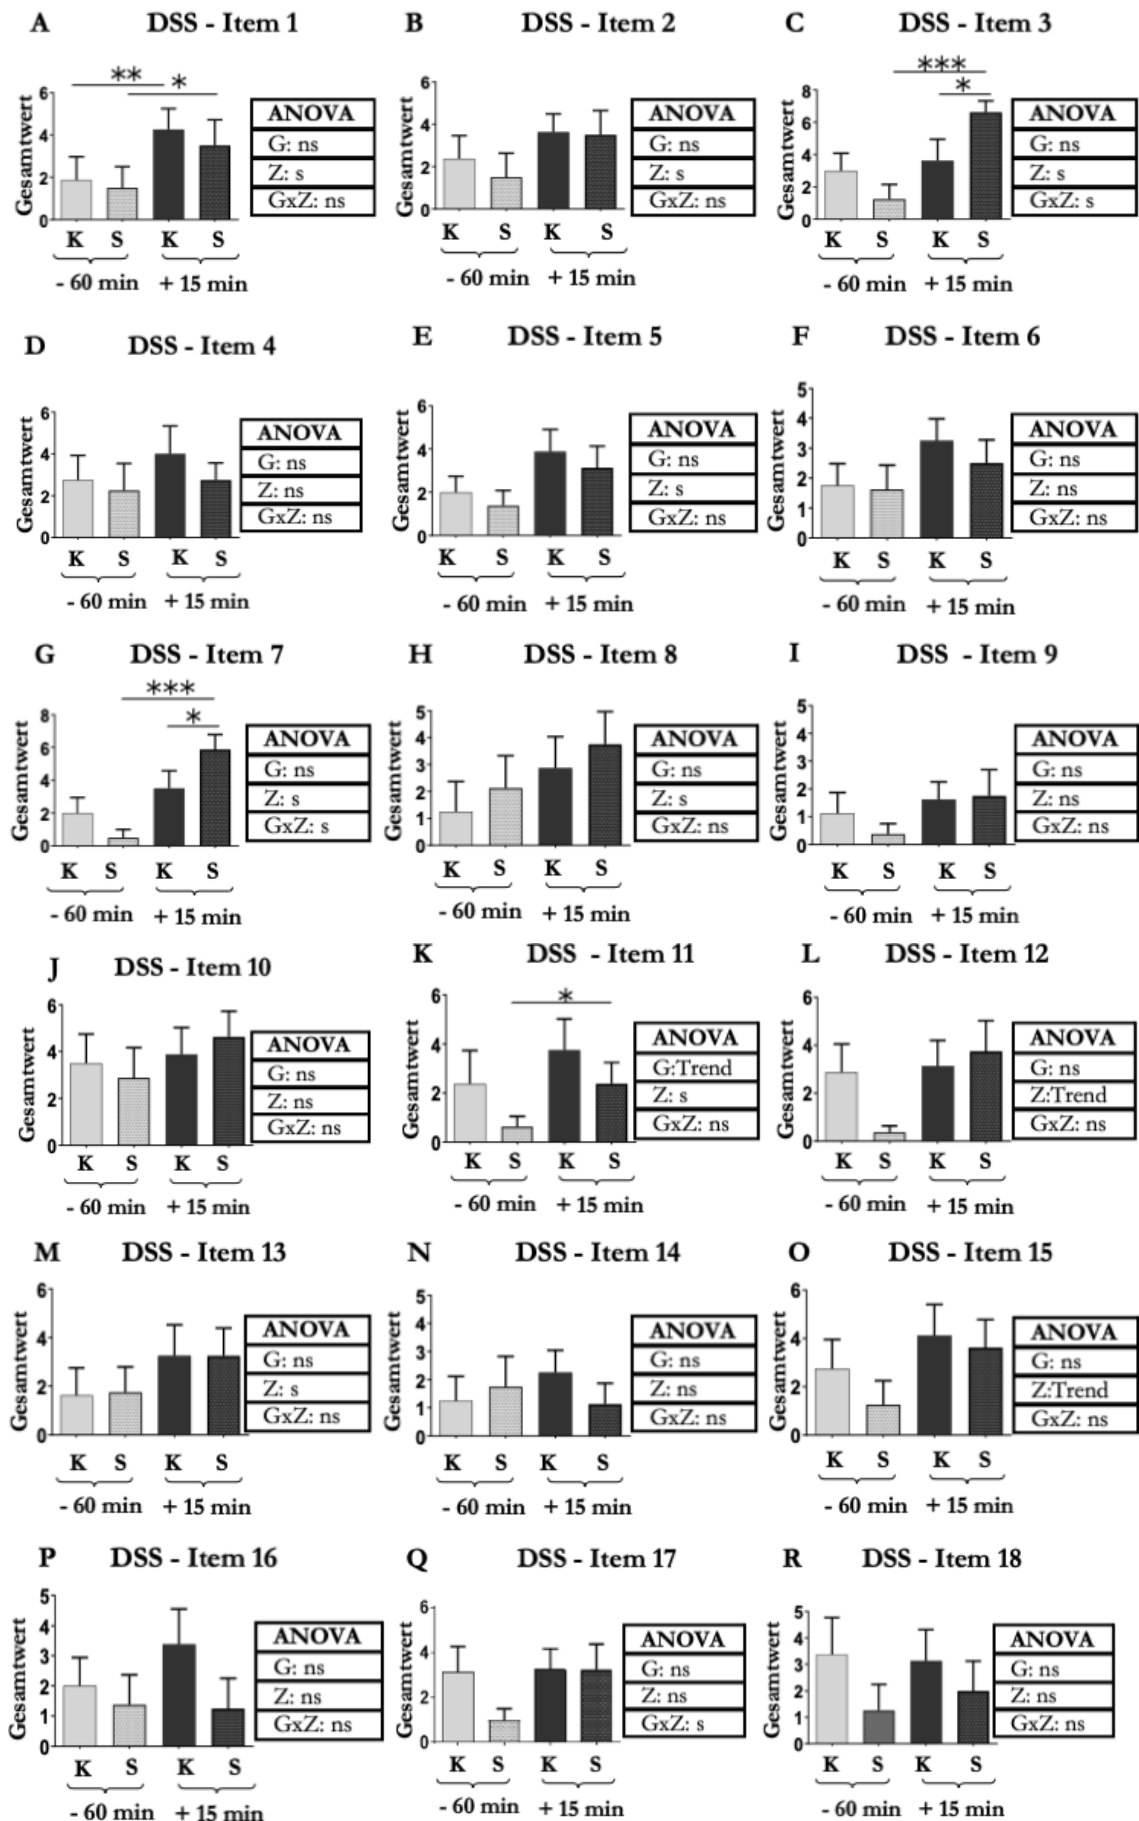 A DSS - Item 1
** *
Gesamtwert
6
4
2
0
K S K S
- 60 min + 15 min
ANOVA
G: ns
Z: s
GxZ: ns
B DSS - Item 2
Gesamtwert
6
4
2
0
K S K S
- 60 min + 15 min
ANOVA
G: ns
Z: s
GxZ: ns
C DSS - Item 3
***
*
Gesamtwert
8
6
4
2
0
K S K S
- 60 min + 15 min
ANOVA
G: ns
Z: s
GxZ: s
D DSS - Item 4
Gesamtwert
6
4
2
0
K S K S
- 60 min + 15 min
ANOVA
G: ns
Z: ns
GxZ: ns
E DSS - Item 5
Gesamtwert
6
4
2
0
K S K S
- 60 min + 15 min
ANOVA
G: ns
Z: s
GxZ: ns
F DSS - Item 6
Gesamtwert
5
4
3
2
1
0
K S K S
- 60 min + 15 min
ANOVA
G: ns
Z: ns
GxZ: ns
G DSS - Item 7
***
*
Gesamtwert
8
6
4
2
0
K S K S
- 60 min + 15 min
ANOVA
G: ns
Z: s
GxZ: s
H DSS - Item 8
Gesamtwert
5
4
3
2
1
0
K S K S
- 60 min + 15 min
ANOVA
G: ns
Z: s
GxZ: ns
I DSS - Item 9
Gesamtwert
5
4
3
2
1
0
K S K S
- 60 min + 15 min
ANOVA
G: ns
Z: ns
GxZ: ns
J DSS - Item 10
Gesamtwert
6
4
2
0
K S K S
- 60 min + 15 min
ANOVA
G: ns
Z: ns
GxZ: ns
K DSS - Item 11
*
Gesamtwert
6
4
2
0
K S K S
- 60 min + 15 min
ANOVA
G:Trend
Z: s
GxZ: ns
L DSS - Item 12
Gesamtwert
6
4
2
0
K S K S
- 60 min + 15 min
ANOVA
G: ns
Z:Trend
GxZ: ns
M DSS - Item 13
Gesamtwert
6
4
2
0
K S K S
- 60 min + 15 min
ANOVA
G: ns
Z: s
GxZ: ns
N DSS - Item 14
Gesamtwert
5
4
3
2
1
0
K S K S
- 60 min + 15 min
ANOVA
G: ns
Z: ns
GxZ: ns
O DSS - Item 15
Gesamtwert
6
4
2
0
K S K S
- 60 min + 15 min
ANOVA
G: ns
Z:Trend
GxZ: ns
P DSS - Item 16
Gesamtwert
5
4
3
2
1
0
K S K S
- 60 min + 15 min
ANOVA
G: ns
Z: ns
GxZ: ns
Q DSS - Item 17
Gesamtwert
6
4
2
0
K S K S
- 60 min + 15 min
ANOVA
G: ns
Z: ns
GxZ: s
R DSS - Item 18
Gesamtwert
5
4
3
2
1
0
K S K S
- 60 min + 15 min
ANOVA
G: ns
Z: ns
GxZ: ns